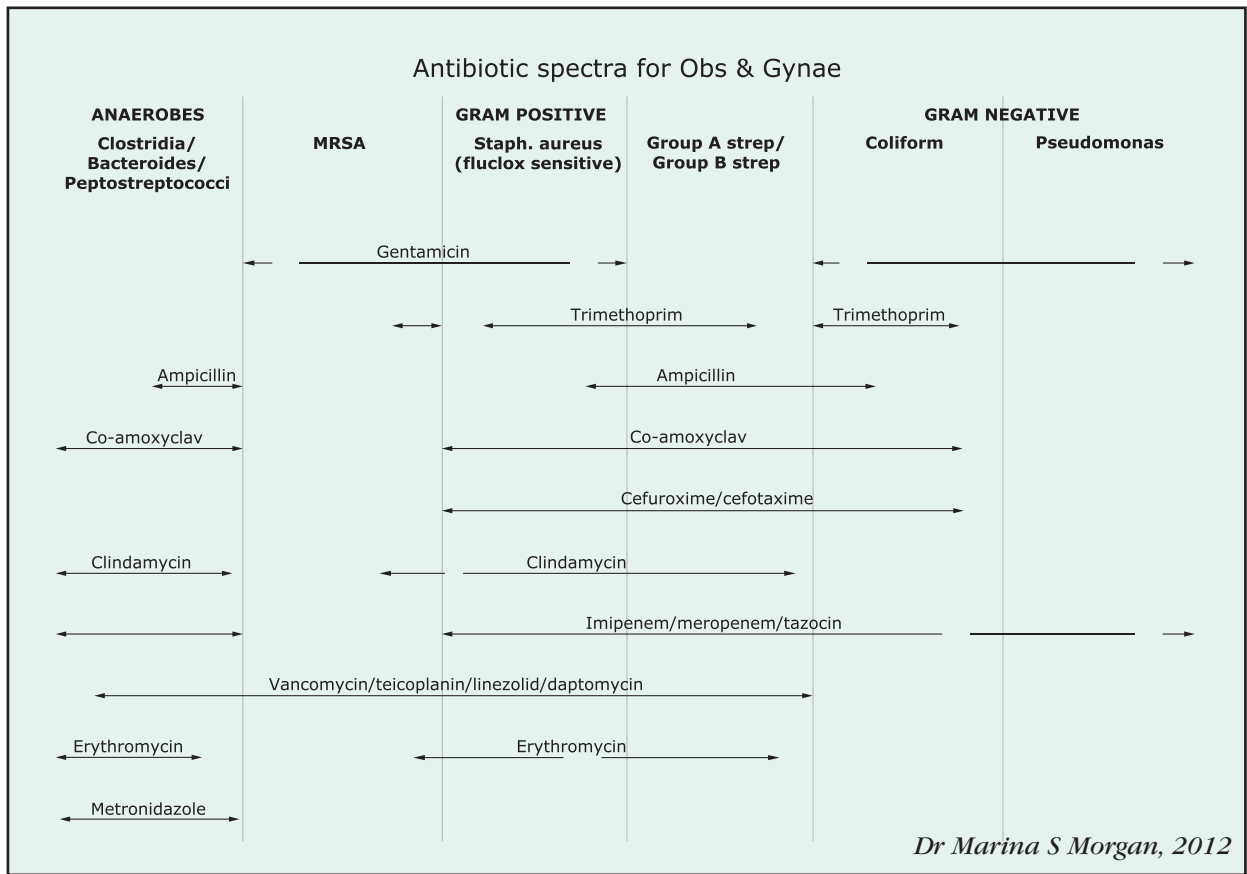 Antibiotic spectra for Obs & Gynae
ANAEROBES
GRAM POSITIVE
GRAM NEGATIVE
Clostridia/
Bacteroides/
Peptostreptococci
MRSA
Staph. aureus
(fluclox sensitive)
Group A strep/
Group B strep
Coliform
Pseudomonas
Gentamicin
Trimethoprim
Trimethoprim
Ampicillin
Ampicillin
Co-amoxyclav
Co-amoxyclav
Cefuroxime/cefotaxime
Clindamycin
Clindamycin
Imipenem/meropenem/tazocin
Vancomycin/teicoplanin/linezolid/daptomycin
Erythromycin
Erythromycin
Metronidazole
Dr Marina S Morgan, 2012